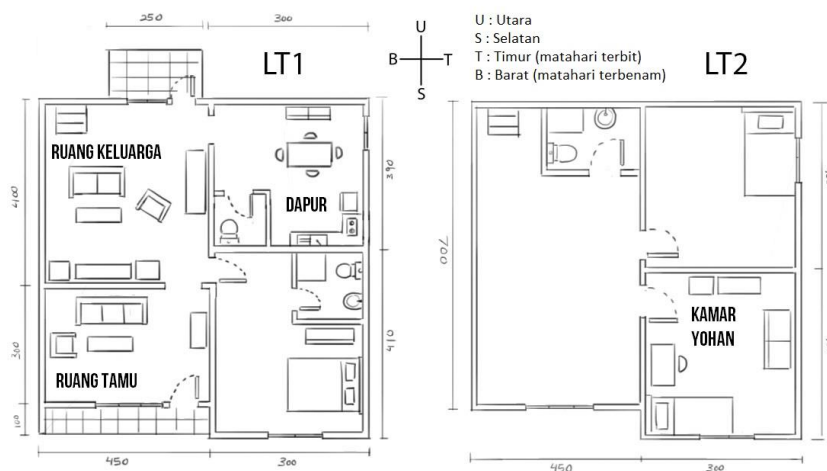 250
300
LT1
U
B
T
S
U : Utara
S : Selatan
T : Timur (matahari terbit)
B : Barat (matahari terbenam)
LT2
RUANG KELUARGA
DAPUR
390
700
RUANG TAMU
300
410
KAMAR
YOHAN
100
450
300
450
300